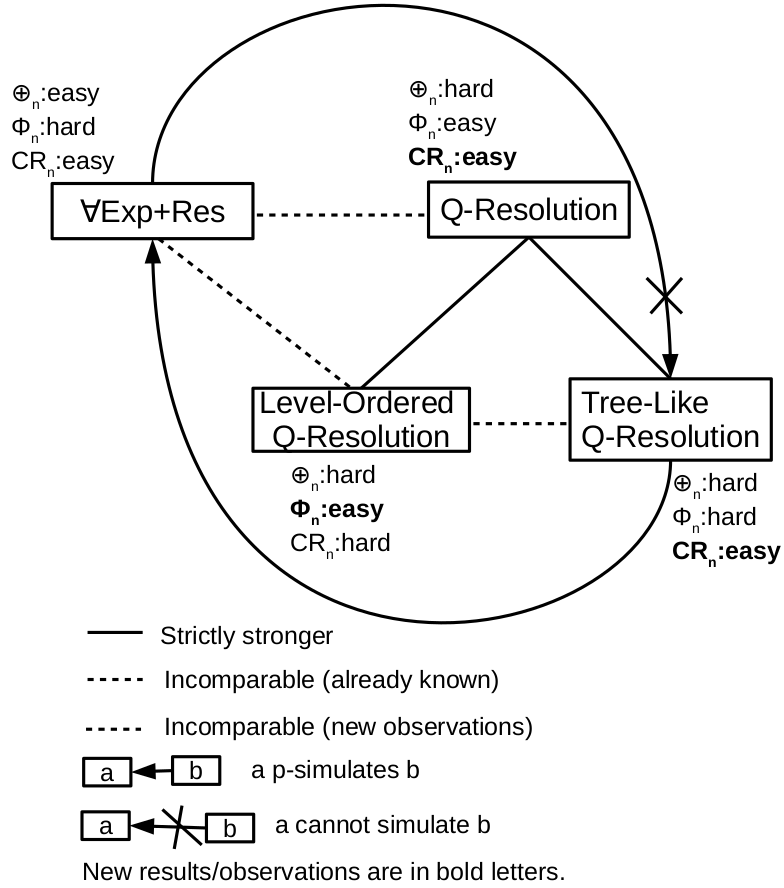 ⊕n:easy
Φn:hard
CRn:easy
⊕n:hard
Φn:easy
CRn:easy
∀Exp+Res
Q-Resolution
Level-Ordered
Q-Resolution
Tree-Like
Q-Resolution
⊕n:hard
Φn:easy
CRn:hard
⊕n:hard
Φn:hard
CRn:easy
Strictly stronger
Incomparable (already known)
Incomparable (new observations)
a b a p-simulates b
a b a cannot simulate b
New results/observations are in bold letters.